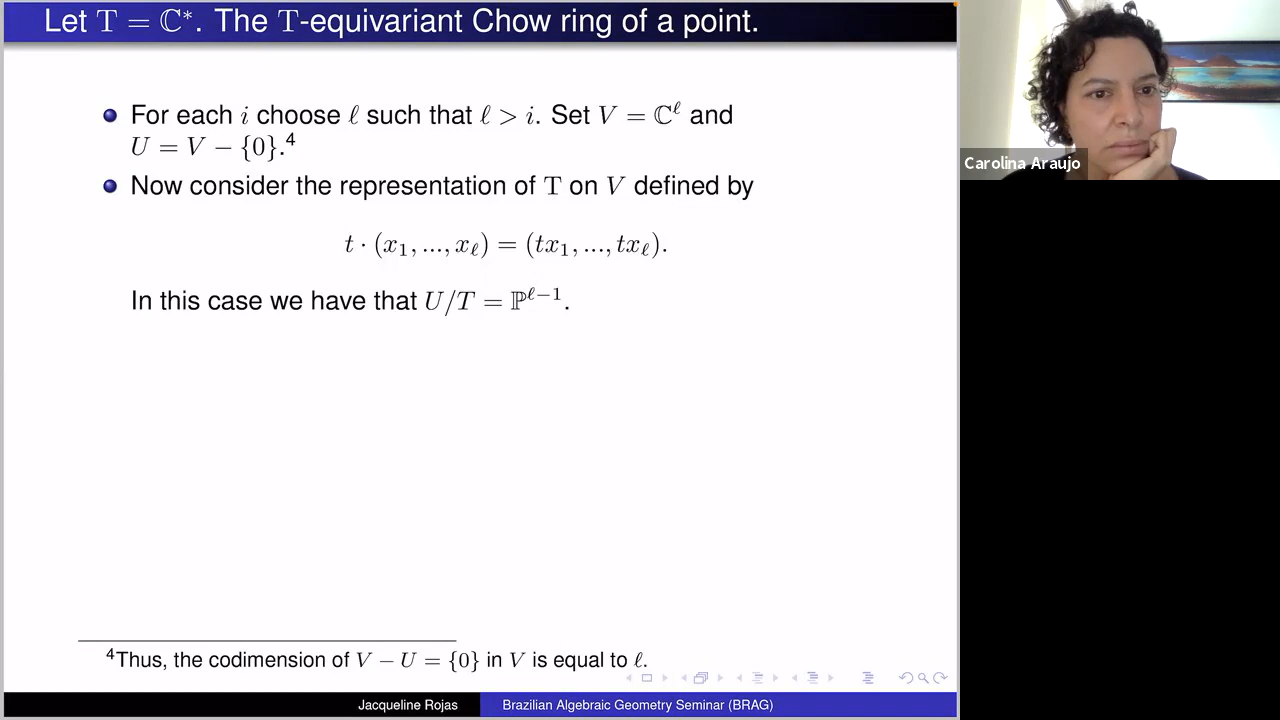 Let T = ℂ*. The T-equivariant Chow ring of a point.
For each i choose ℓ such that ℓ > i. Set V = ℂ^ℓ and
U = V − {0}.⁴
Now consider the representation of T on V defined by
t · (x₁, ..., x_ℓ) = (tx₁, ..., tx_ℓ).
In this case we have that U/T = ℙ^{ℓ−1}.
⁴Thus, the codimension of V − U = {0} in V is equal to ℓ.
Jacqueline Rojas
Brazilian Algebraic Geometry Seminar (BRAG)
Carolina Araujo